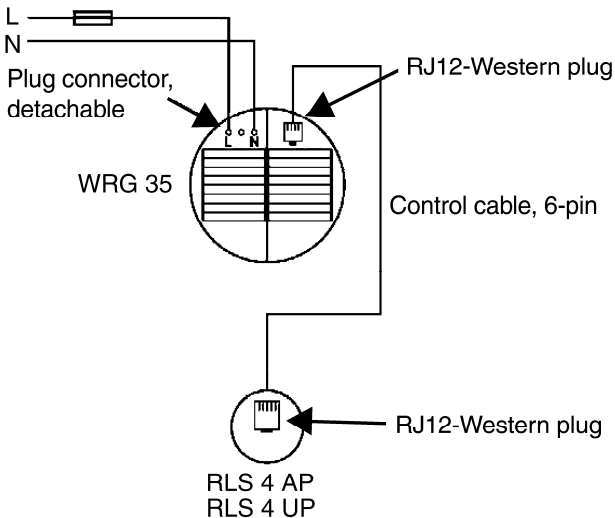 L
N
RJ12-Western plug
Plug connector,
detachable
L N
WRG 35
Control cable, 6-pin
RJ12-Western plug
RLS 4 AP
RLS 4 UP